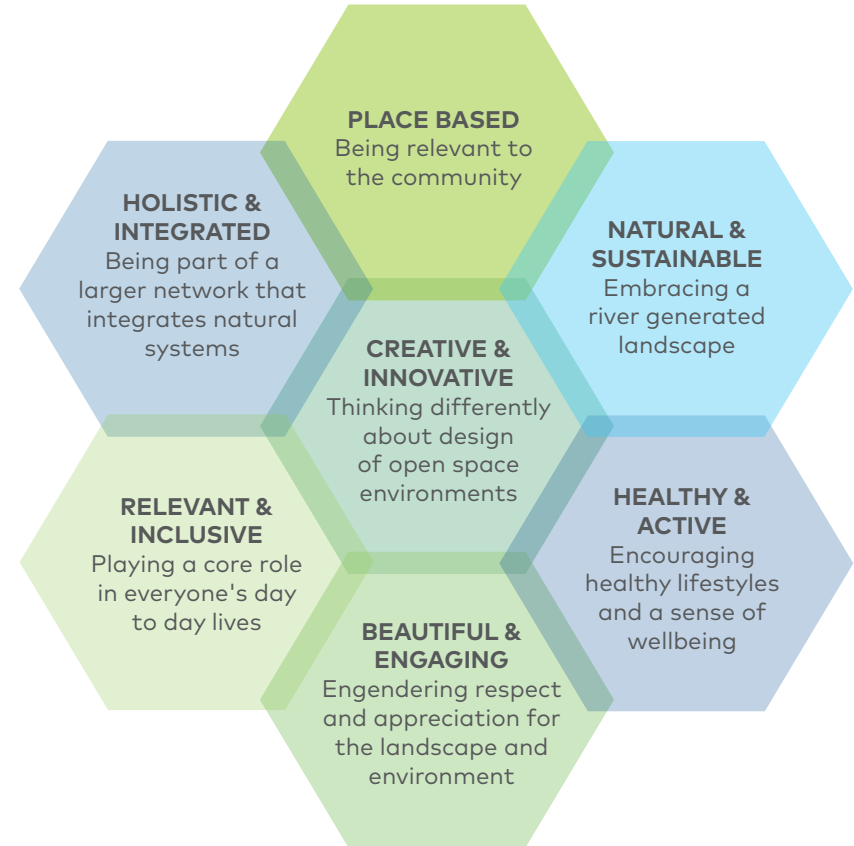 PLACE BASED
Being relevant to
the community
HOLISTIC &
INTEGRATED
Being part of a
larger network that
integrates natural
systems
NATURAL &
SUSTAINABLE
Embracing a
river generated
landscape
CREATIVE &
INNOVATIVE
Thinking differently
about design
of open space
environments
RELEVANT &
INCLUSIVE
Playing a core role
in everyone's day
to day lives
HEALTHY &
ACTIVE
Encouraging
healthy lifestyles
and a sense of
wellbeing
BEAUTIFUL &
ENGAGING
Engendering respect
and appreciation for
the landscape and
environment